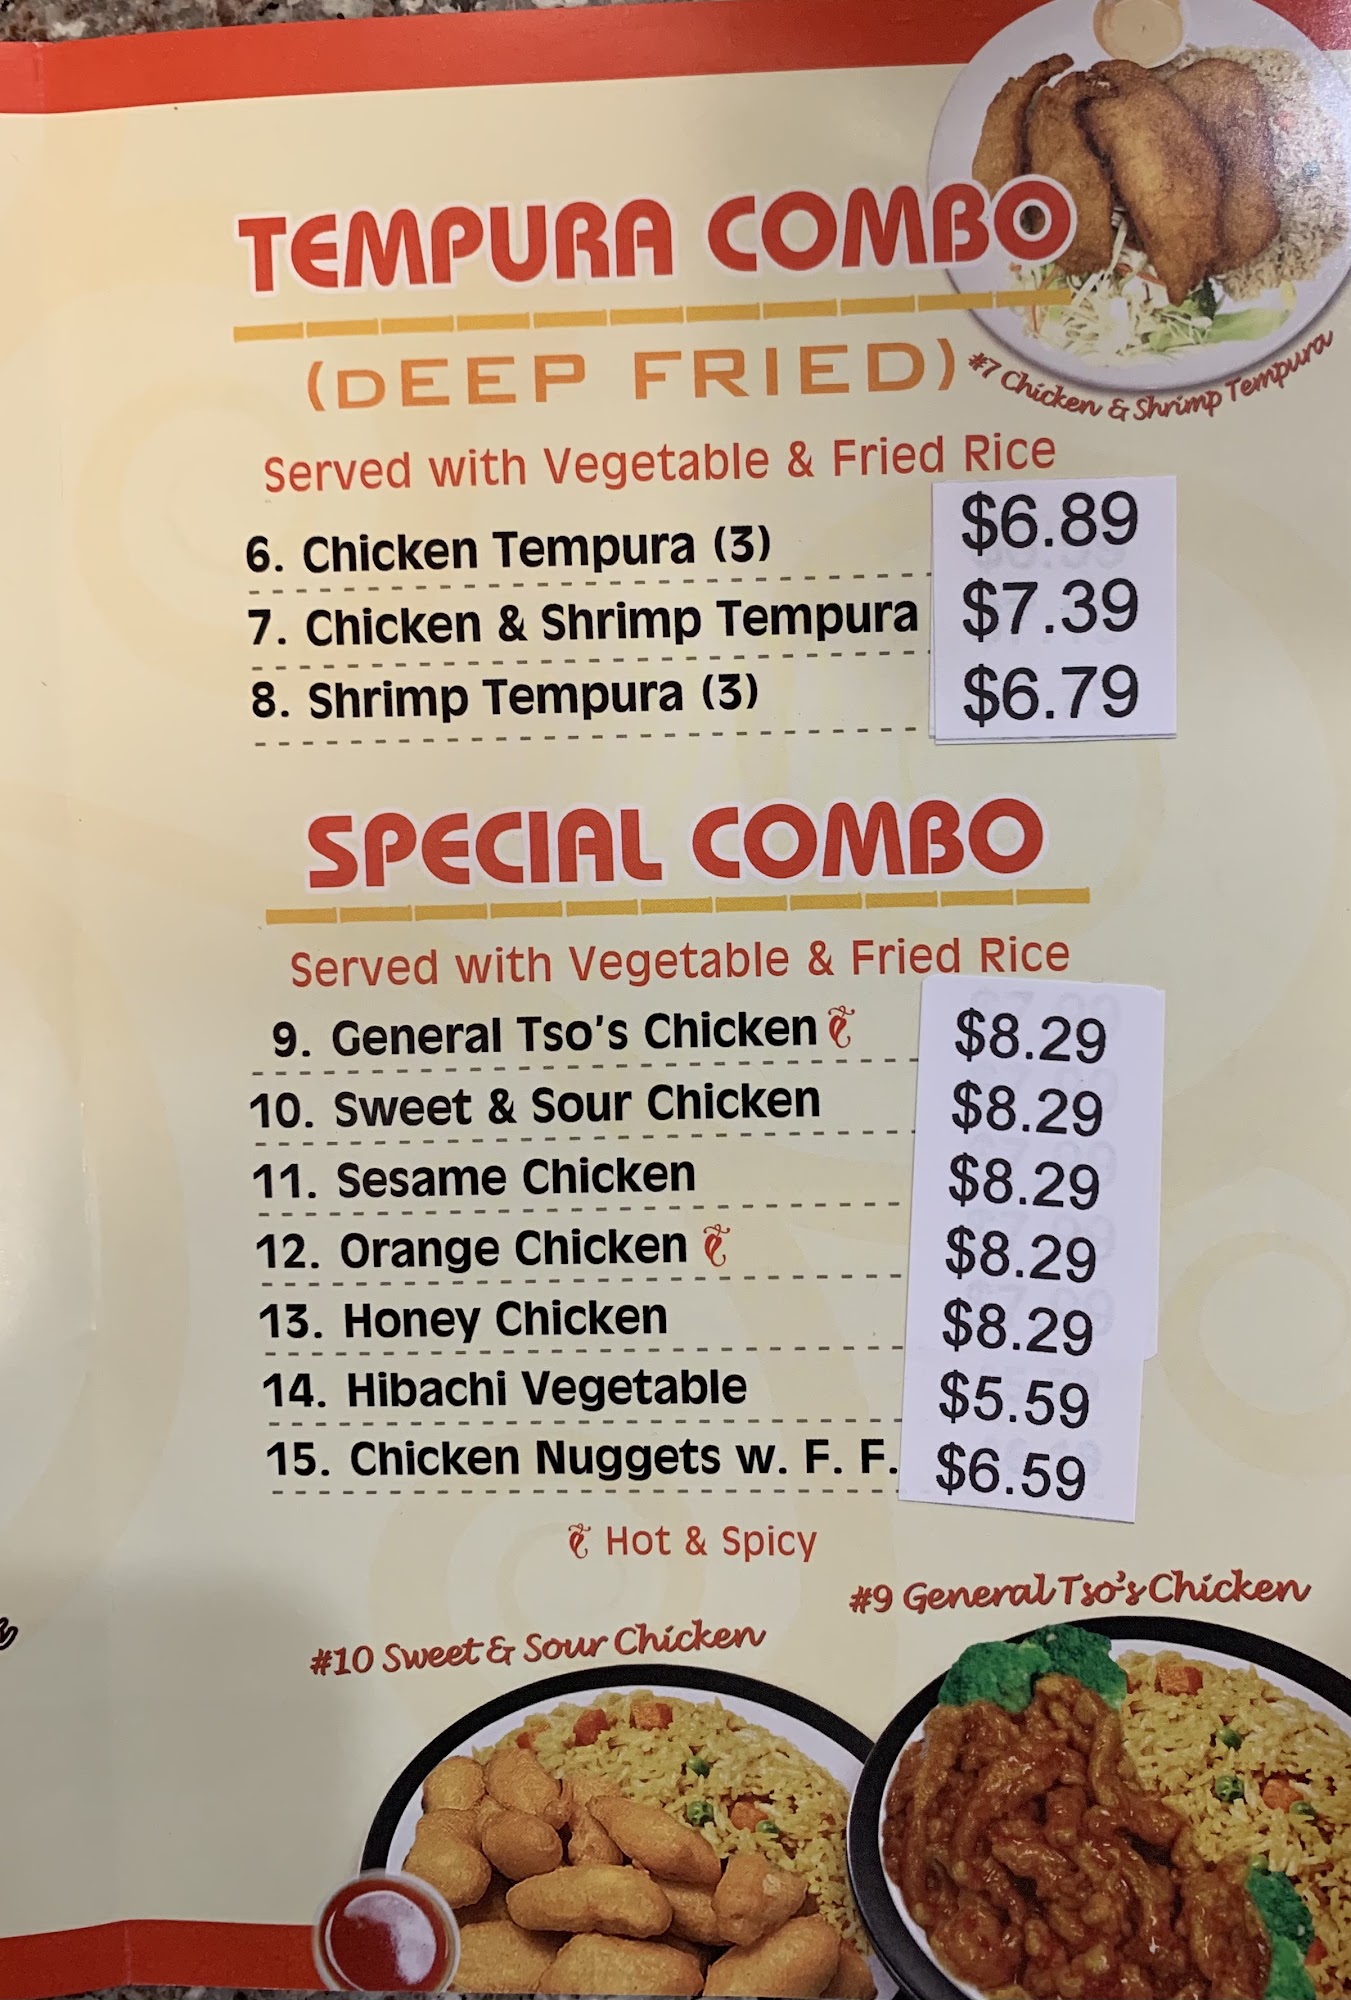 TEMPURA COMBO
(DEEP FRIED)
#7 Chicken & Shrimp Tempura
Served with Vegetable & Fried Rice
6. Chicken Tempura (3) $6.89
7. Chicken & Shrimp Tempura $7.39
8. Shrimp Tempura (3) $6.79
SPECIAL COMBO
Served with Vegetable & Fried Rice
9. General Tso's Chicken $8.29
10. Sweet & Sour Chicken $8.29
11. Sesame Chicken $8.29
12. Orange Chicken $8.29
13. Honey Chicken $8.29
14. Hibachi Vegetable $5.59
15. Chicken Nuggets w. F. F. $6.59
Hot & Spicy
#9 General Tso's Chicken
#10 Sweet & Sour Chicken